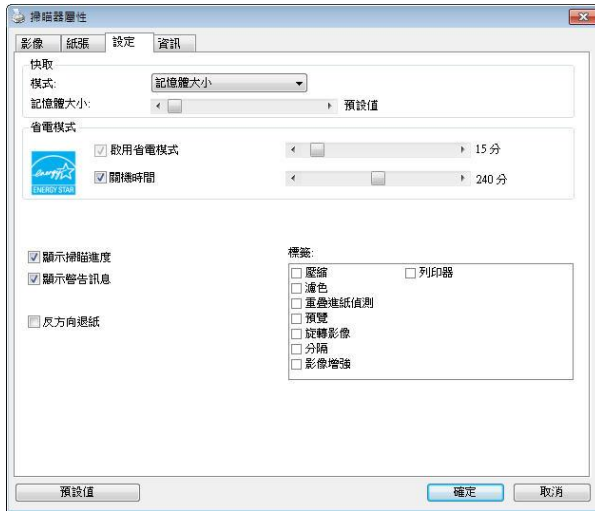 掃瞄器屬性
影像 紙張 設定 資訊
快取
模式: 記憶體大小
記憶體大小: 預設值
省電模式
啟用省電模式 15 分
關機時間 240 分
energy
ENERGY STAR
顯示掃瞄進度
顯示警告訊息
反方向退紙
標籤:
壓縮 列印器
濾色
重疊進紙偵測
預覽
旋轉影像
分隔
影像增強
預設值 確定 取消